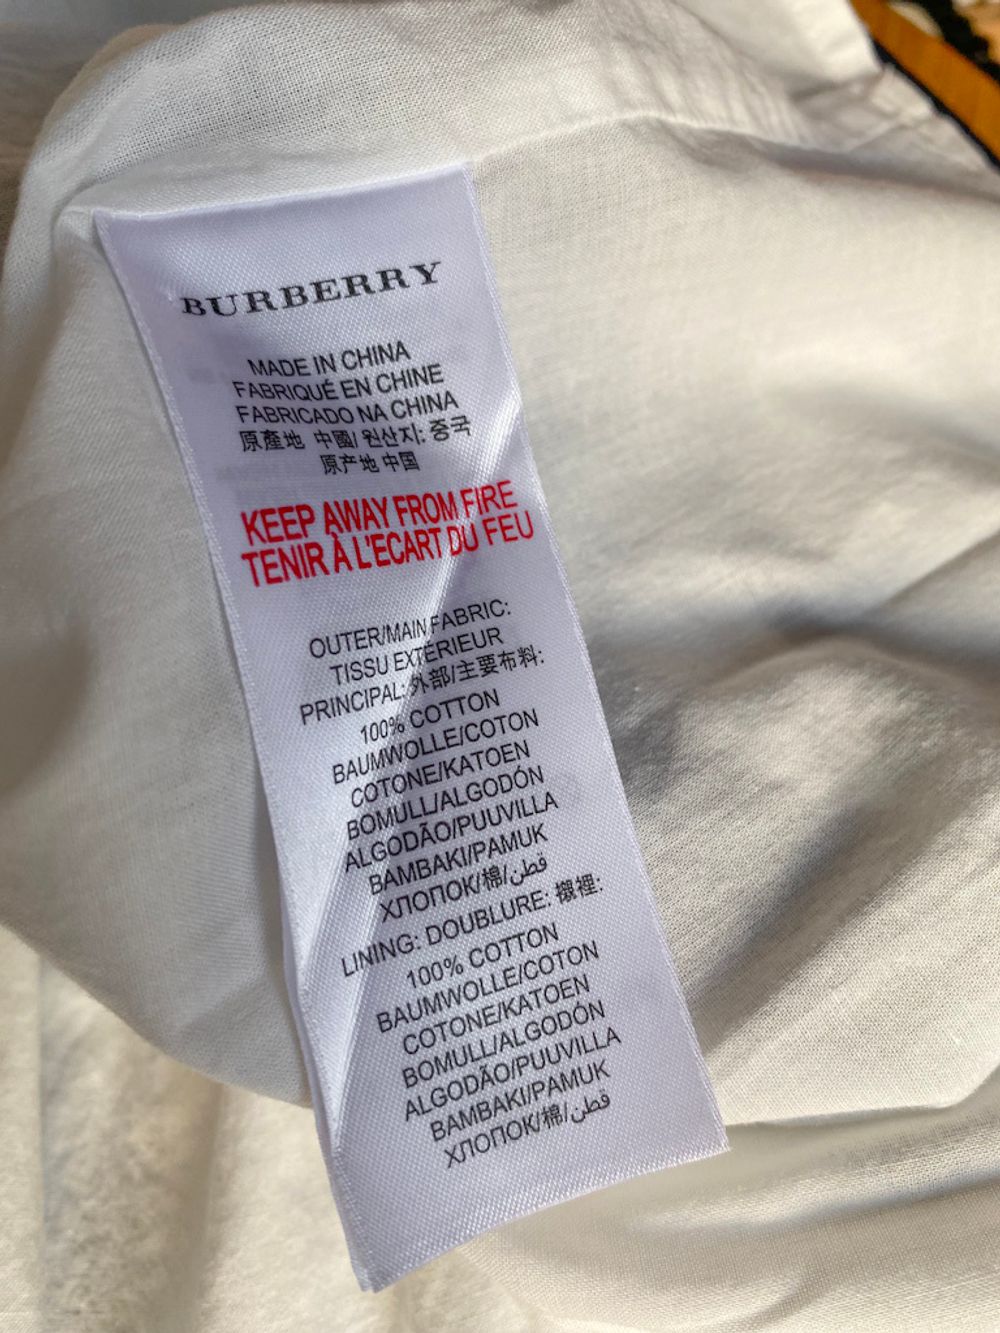 BURBERRY
MADE IN CHINA
FABRIQUÉ EN CHINE
FABRICADO NA CHINA
原產地 中國/ 원산지: 중국
原产地 中国
KEEP AWAY FROM FIRE
TENIR À L'ECART DU FEU
OUTER/MAIN FABRIC:
TISSU EXTÉRIEUR
PRINCIPAL: 外部/主要布料:
100% COTTON
BAUMWOLLE/COTON
COTONE/KATOEN
BOMULL/ALGODÓN
ALGODÃO/PUUVILLA
BAMBAKI/PAMUK
ХЛОПОК/棉/قطن
LINING: DOUBLURE: 襯裡:
100% COTTON
BAUMWOLLE/COTON
COTONE/KATOEN
BOMULL/ALGODÓN
ALGODÃO/PUUVILLA
BAMBAKI/PAMUK
ХЛОПОК/棉/قطن